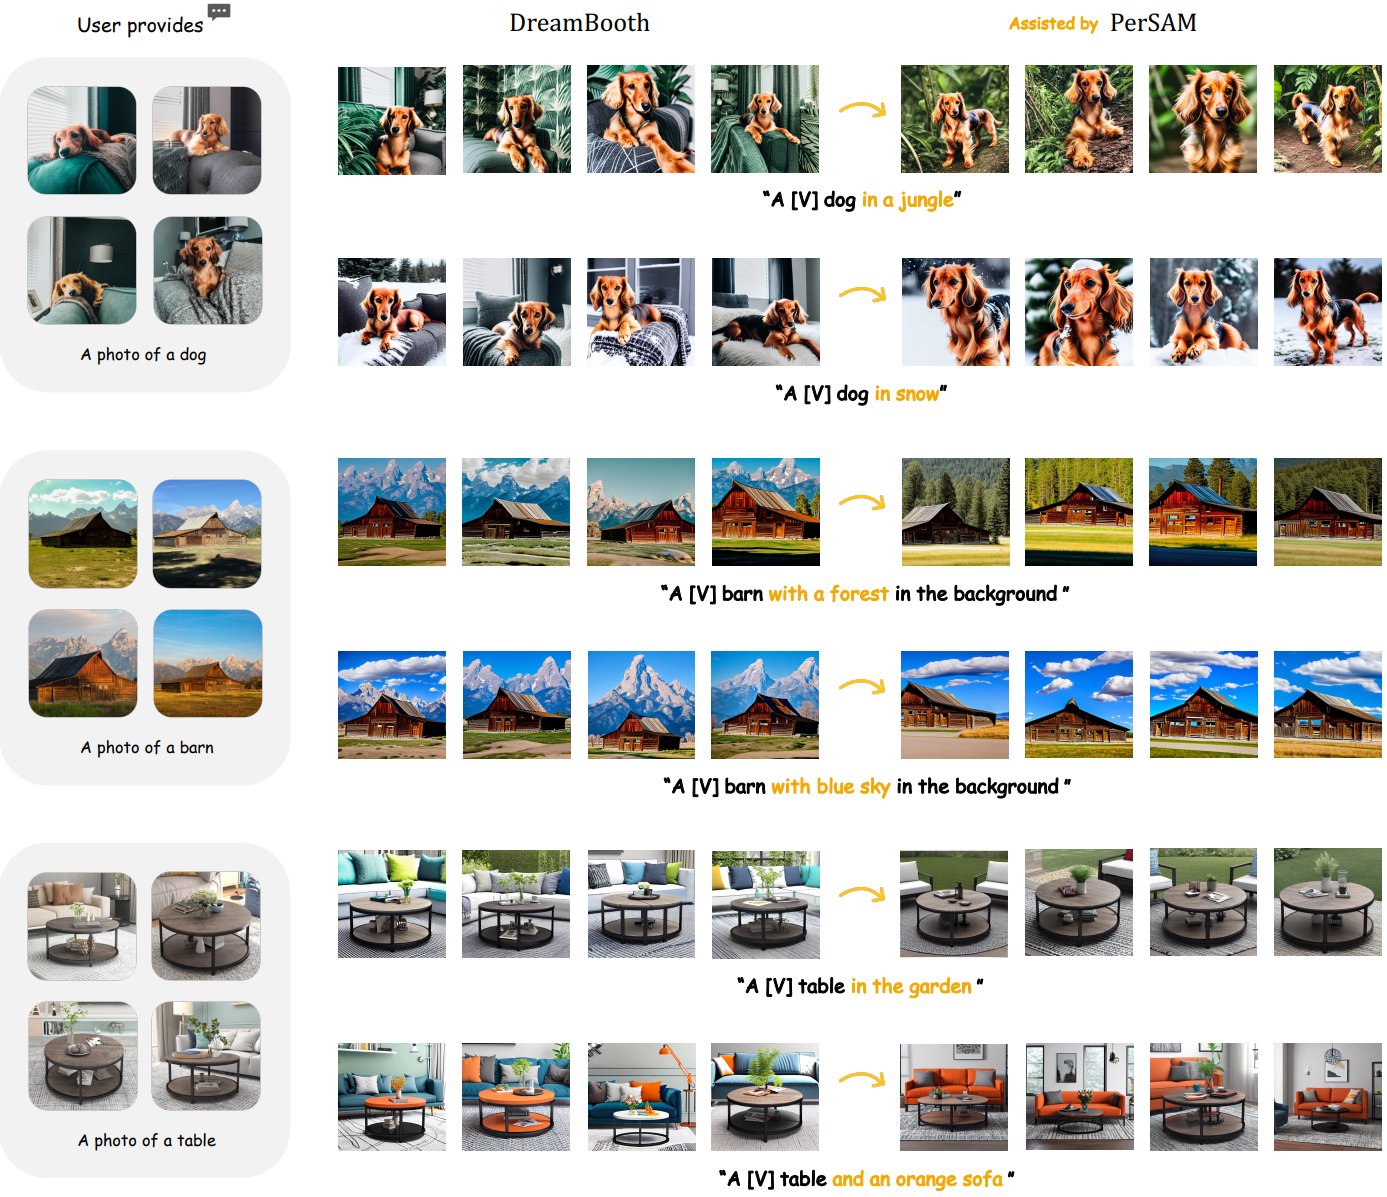 User provides
DreamBooth
Assisted by PerSAM
A photo of a dog
“A [V] dog in a jungle”
“A [V] dog in snow”
A photo of a barn
“A [V] barn with a forest in the background ”
“A [V] barn with blue sky in the background ”
A photo of a table
“A [V] table in the garden ”
“A [V] table and an orange sofa ”